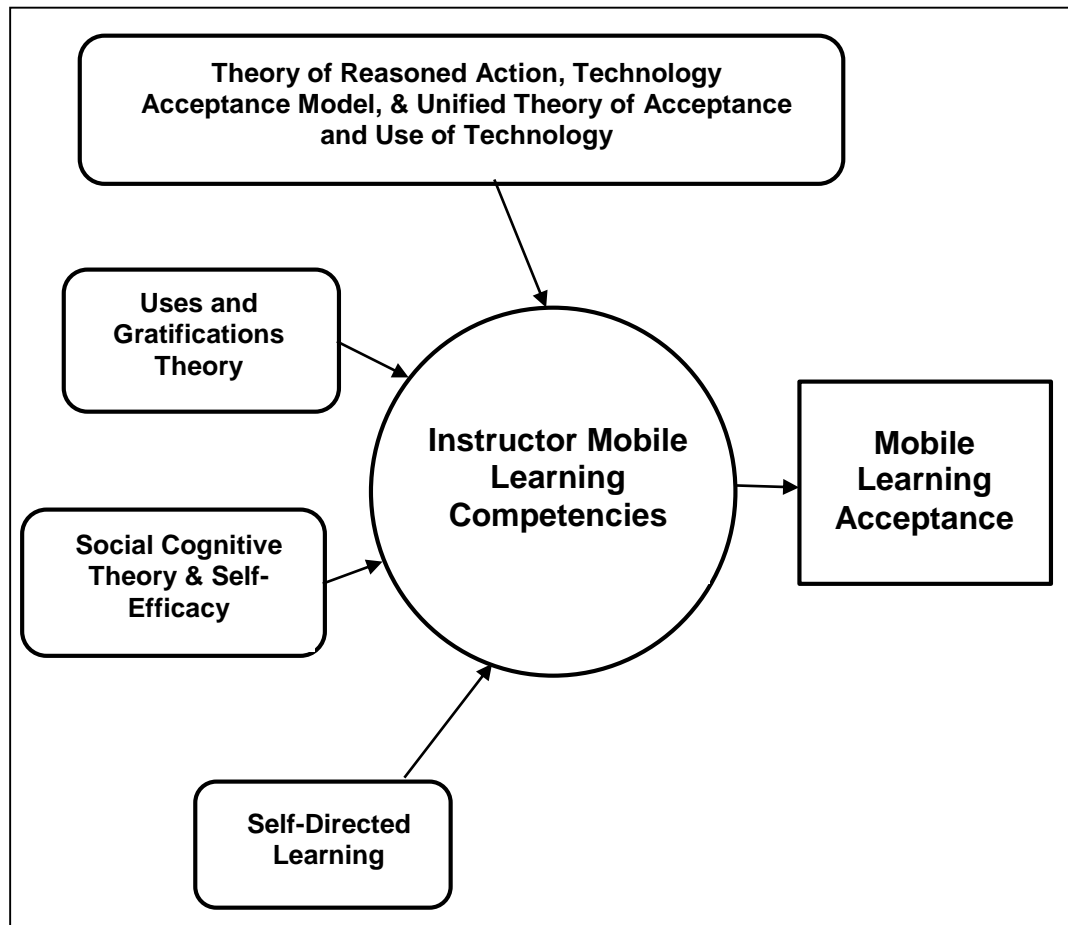 Theory of Reasoned Action, Technology
Acceptance Model, & Unified Theory of Acceptance
and Use of Technology
Uses and
Gratifications
Theory
Instructor Mobile
Learning
Competencies
Mobile
Learning
Acceptance
Social Cognitive
Theory & Self-
Efficacy
Self-Directed
Learning